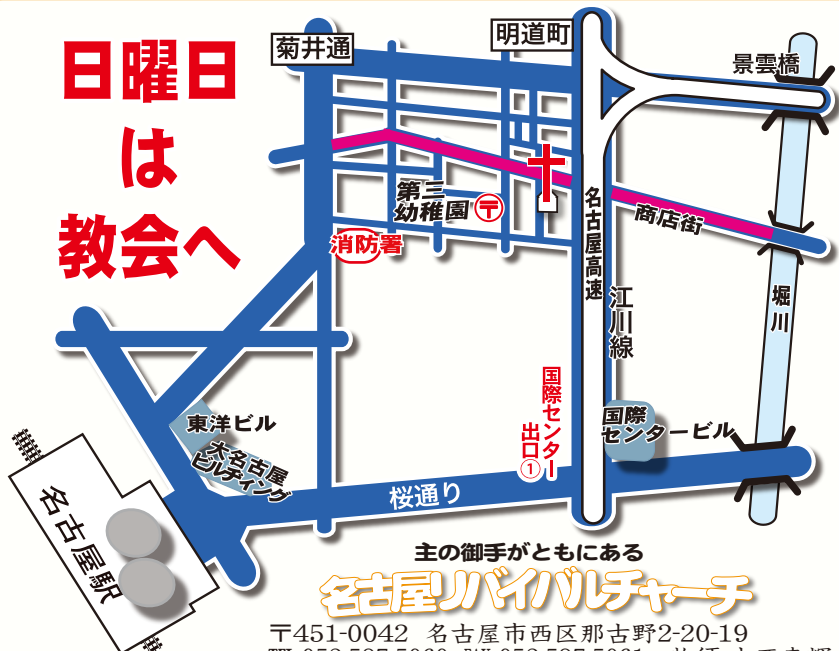 日曜日
は
教会へ
菊井通
明道町
景雲橋
第三
幼稚園
〒
消防署
名古屋高速
商店街
江川線
堀川
国際センター
出口①
国際
センタービル
東洋ビル
大名古屋
ビルディング
桜通り
名古屋駅
主の御手がともにある
名古屋リバイバルチャーチ
〒451-0042 名古屋市西区那古野2-20-19